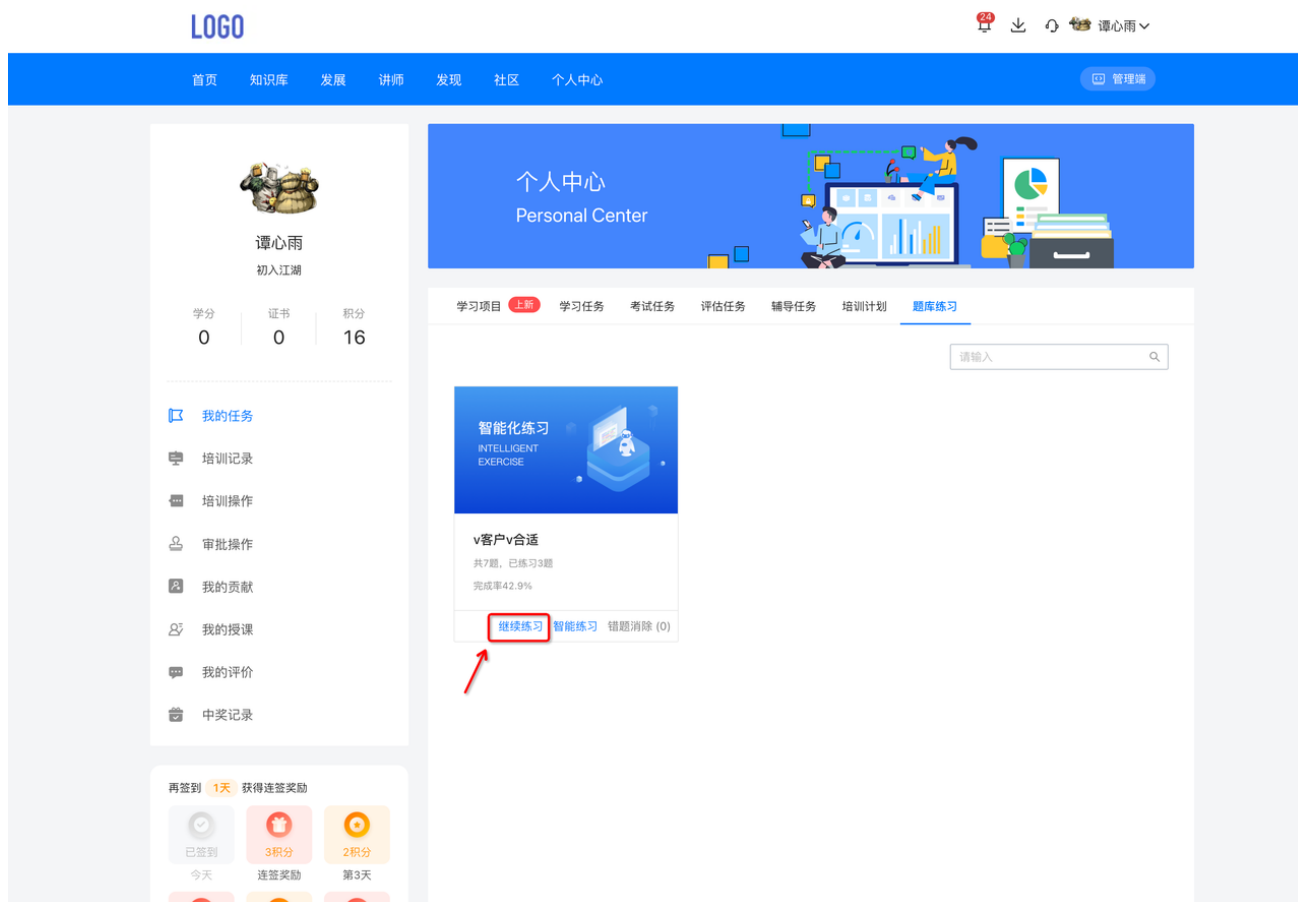 LOGO
24
谭心雨
首页 知识库 发展 讲师 发现 社区 个人中心 管理端
谭心雨
初入江湖
学分 证书 积分
0 0 16
我的任务
培训记录
培训操作
审批操作
我的贡献
我的授课
我的评价
中奖记录
再签到 1天 获得连签奖励
已签到 3积分 2积分
今天 连签奖励 第3天
个人中心
Personal Center
学习项目 上新 学习任务 考试任务 评估任务 辅导任务 培训计划 题库练习
请输入
智能化练习
INTELLIGENT
EXERCISE
v客户v合适
共7题，已练习3题
完成率42.9%
继续练习 智能练习 错题消除 (0)